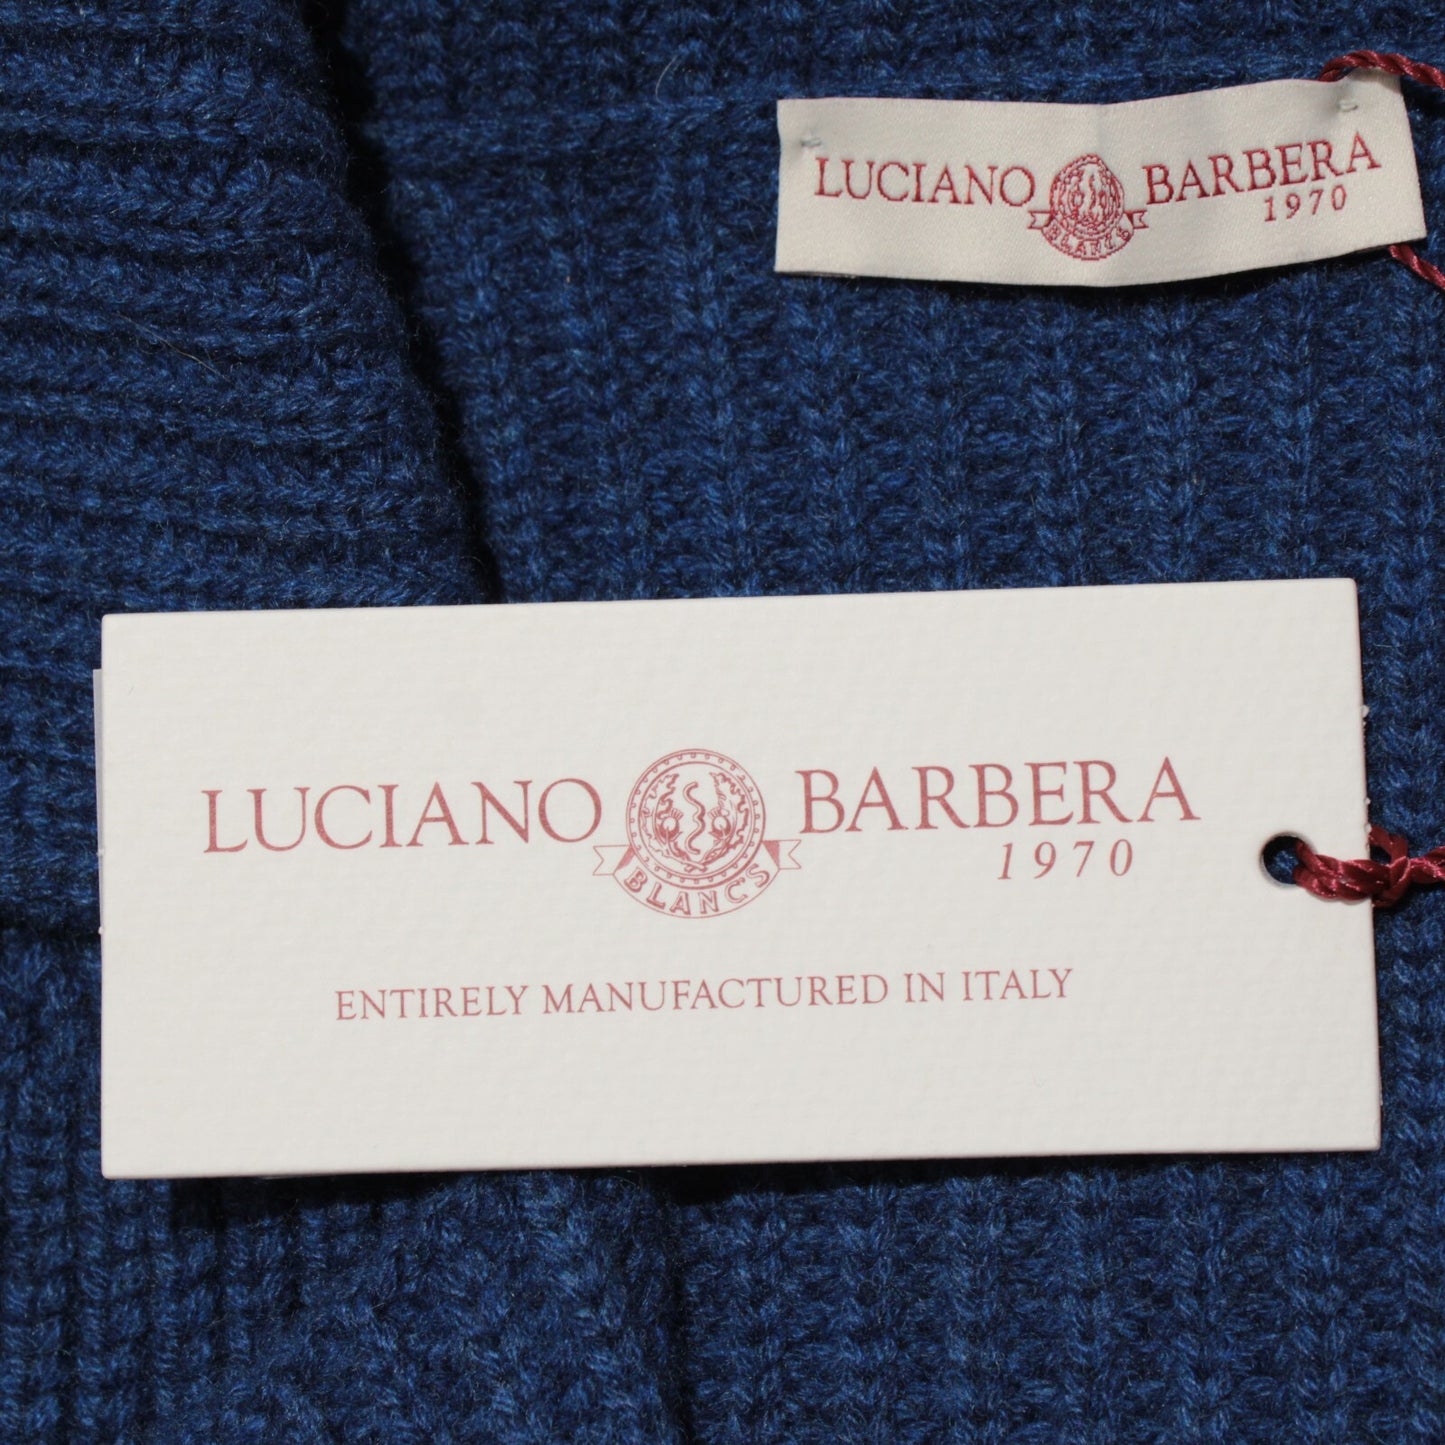 LUCIANO BARBERA
1970
BLANCS
LUCIANO BARBERA
1970
BLANCS
ENTIRELY MANUFACTURED IN ITALY